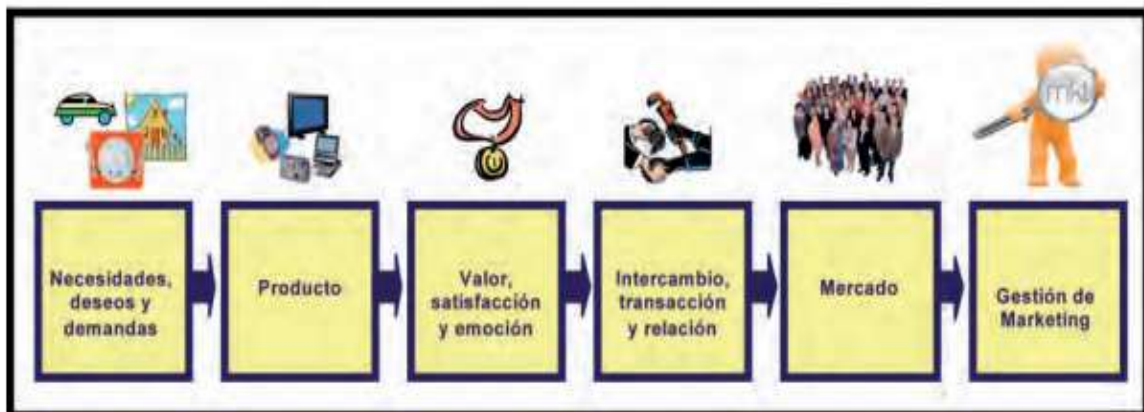 mkt
Necesidades,
deseos y
demandas
Producto
Valor,
satisfacción
y emoción
Intercambio,
transacción
y relación
Mercado
Gestión de
Marketing